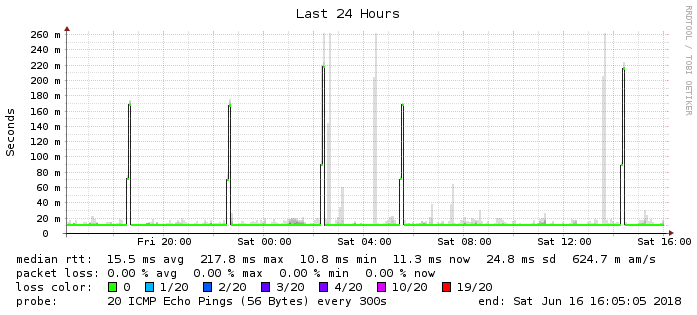 Last 24 Hours
RRDTOOL / TOBI OETIKER
Seconds
260 m
240 m
220 m
200 m
180 m
160 m
140 m
120 m
100 m
80 m
60 m
40 m
20 m
0
Fri 20:00 Sat 00:00 Sat 04:00 Sat 08:00 Sat 12:00 Sat 16:00
median rtt: 15.5 ms avg 217.8 ms max 10.8 ms min 11.3 ms now 24.8 ms sd 624.7 m am/s
packet loss: 0.00 % avg 0.00 % max 0.00 % min 0.00 % now
loss color: 0 1/20 2/20 3/20 4/20 10/20 19/20
probe: 20 ICMP Echo Pings (56 Bytes) every 300s end: Sat Jun 16 16:05:05 2018